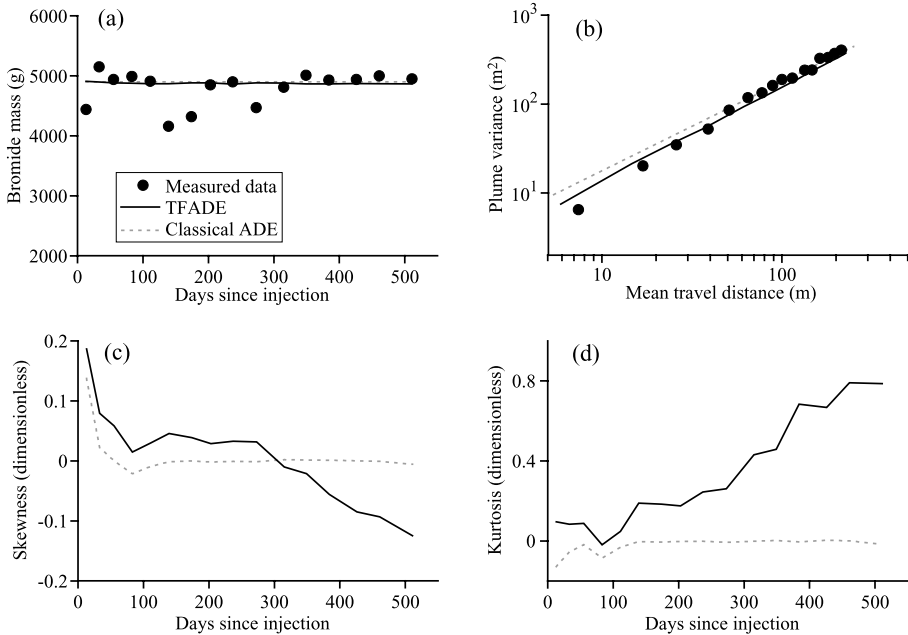 (a)
Bromide mass (g)
6000
5000
4000
3000
2000
Measured data
TFADE
Classical ADE
0 100 200 300 400 500
Days since injection
(b)
Plume variance (m²)
10³
10²
10¹
10 100
Mean travel distance (m)
(c)
Skewness (dimensionless)
0.2
0.1
0
-0.1
-0.2
0 100 200 300 400 500
Days since injection
(d)
Kurtosis (dimensionless)
0.8
0.4
0
0 100 200 300 400 500
Days since injection